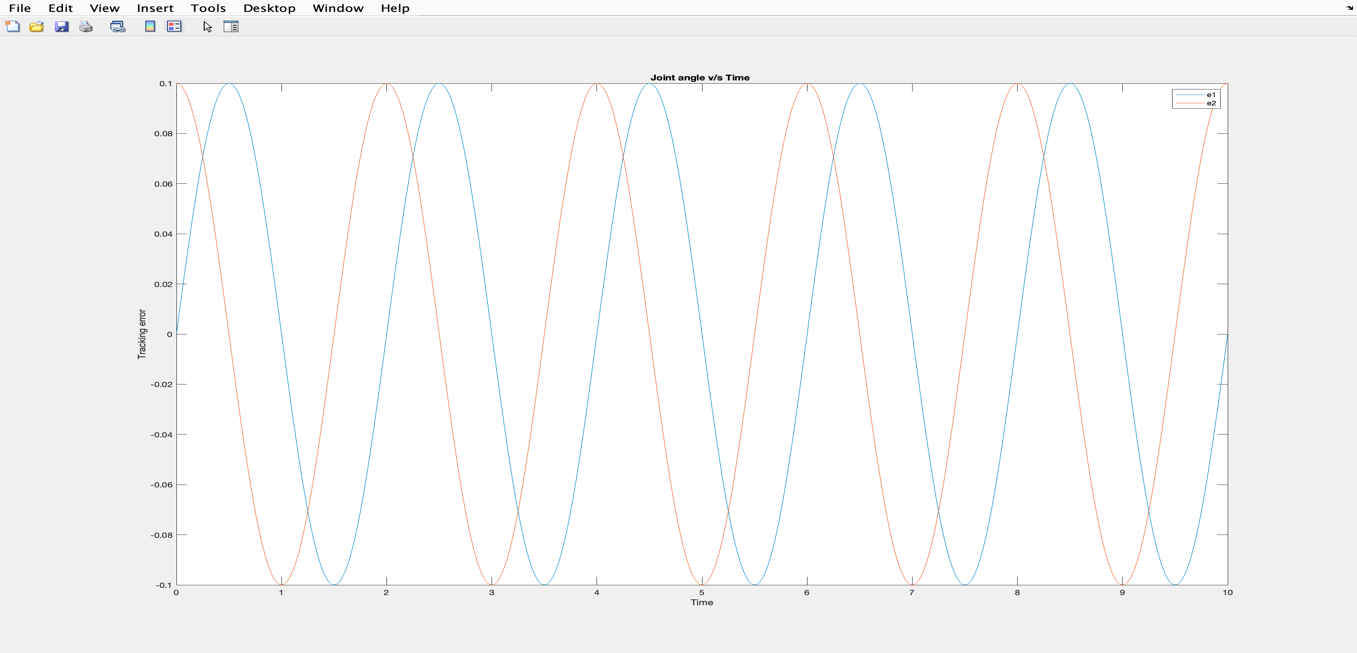 File Edit View Insert Tools Desktop Window Help
Joint angle v/s Time
e1
e2
0.1
0.08
0.06
0.04
0.02
0
-0.02
-0.04
-0.06
-0.08
-0.1
Tracking error
0 1 2 3 4 5 6 7 8 9 10
Time